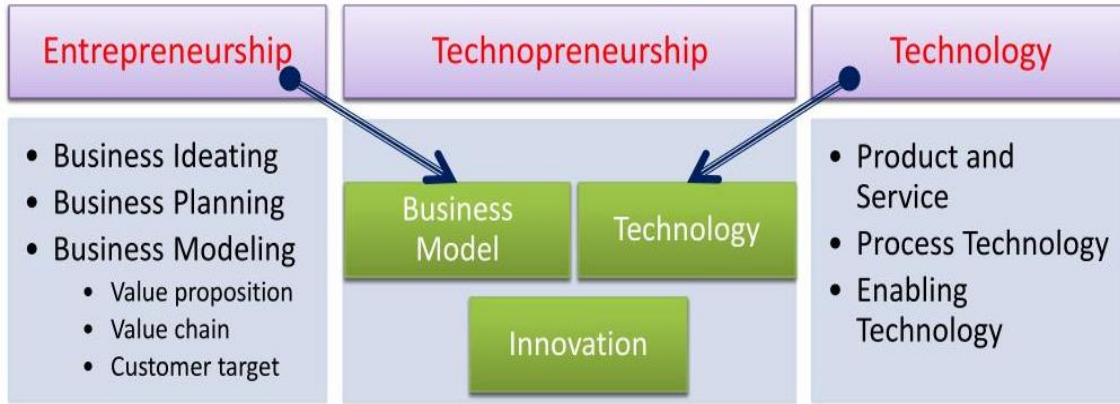 Entrepreneurship
Technopreneurship
Technology
• Business Ideating
• Business Planning
• Business Modeling
• Value proposition
• Value chain
• Customer target
Business
Model
Technology
Innovation
• Product and
Service
• Process Technology
• Enabling
Technology